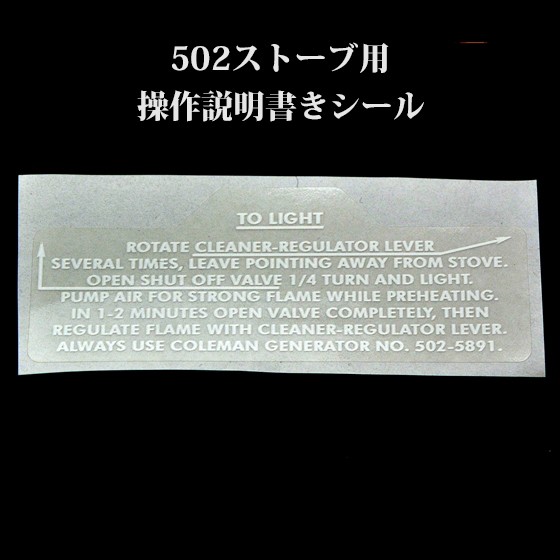 502ストーブ用
操作説明書きシール
TO LIGHT
ROTATE CLEANER-REGULATOR LEVER
SEVERAL TIMES, LEAVE POINTING AWAY FROM STOVE.
OPEN SHUT OFF VALVE 1/4 TURN AND LIGHT.
PUMP AIR FOR STRONG FLAME WHILE PREHEATING.
IN 1-2 MINUTES OPEN VALVE COMPLETELY, THEN
REGULATE FLAME WITH CLEANER-REGULATOR LEVER.
ALWAYS USE COLEMAN GENERATOR NO. 502-5891.